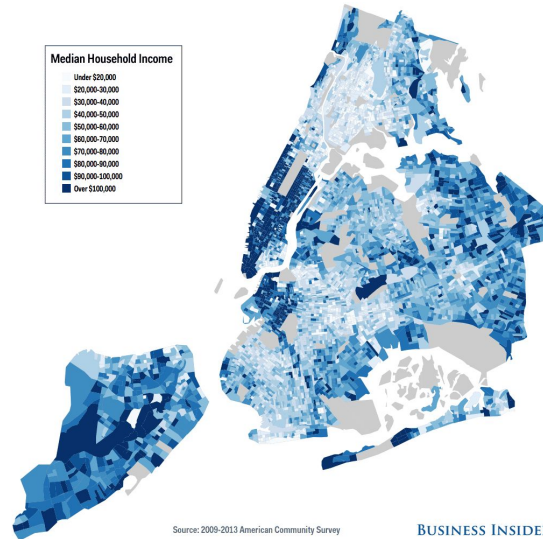 Median Household Income
Under $20,000
$20,000-30,000
$30,000-40,000
$40,000-50,000
$50,000-60,000
$60,000-70,000
$70,000-80,000
$80,000-90,000
$90,000-100,000
Over $100,000
Source: 2009-2013 American Community Survey
BUSINESS INSIDE